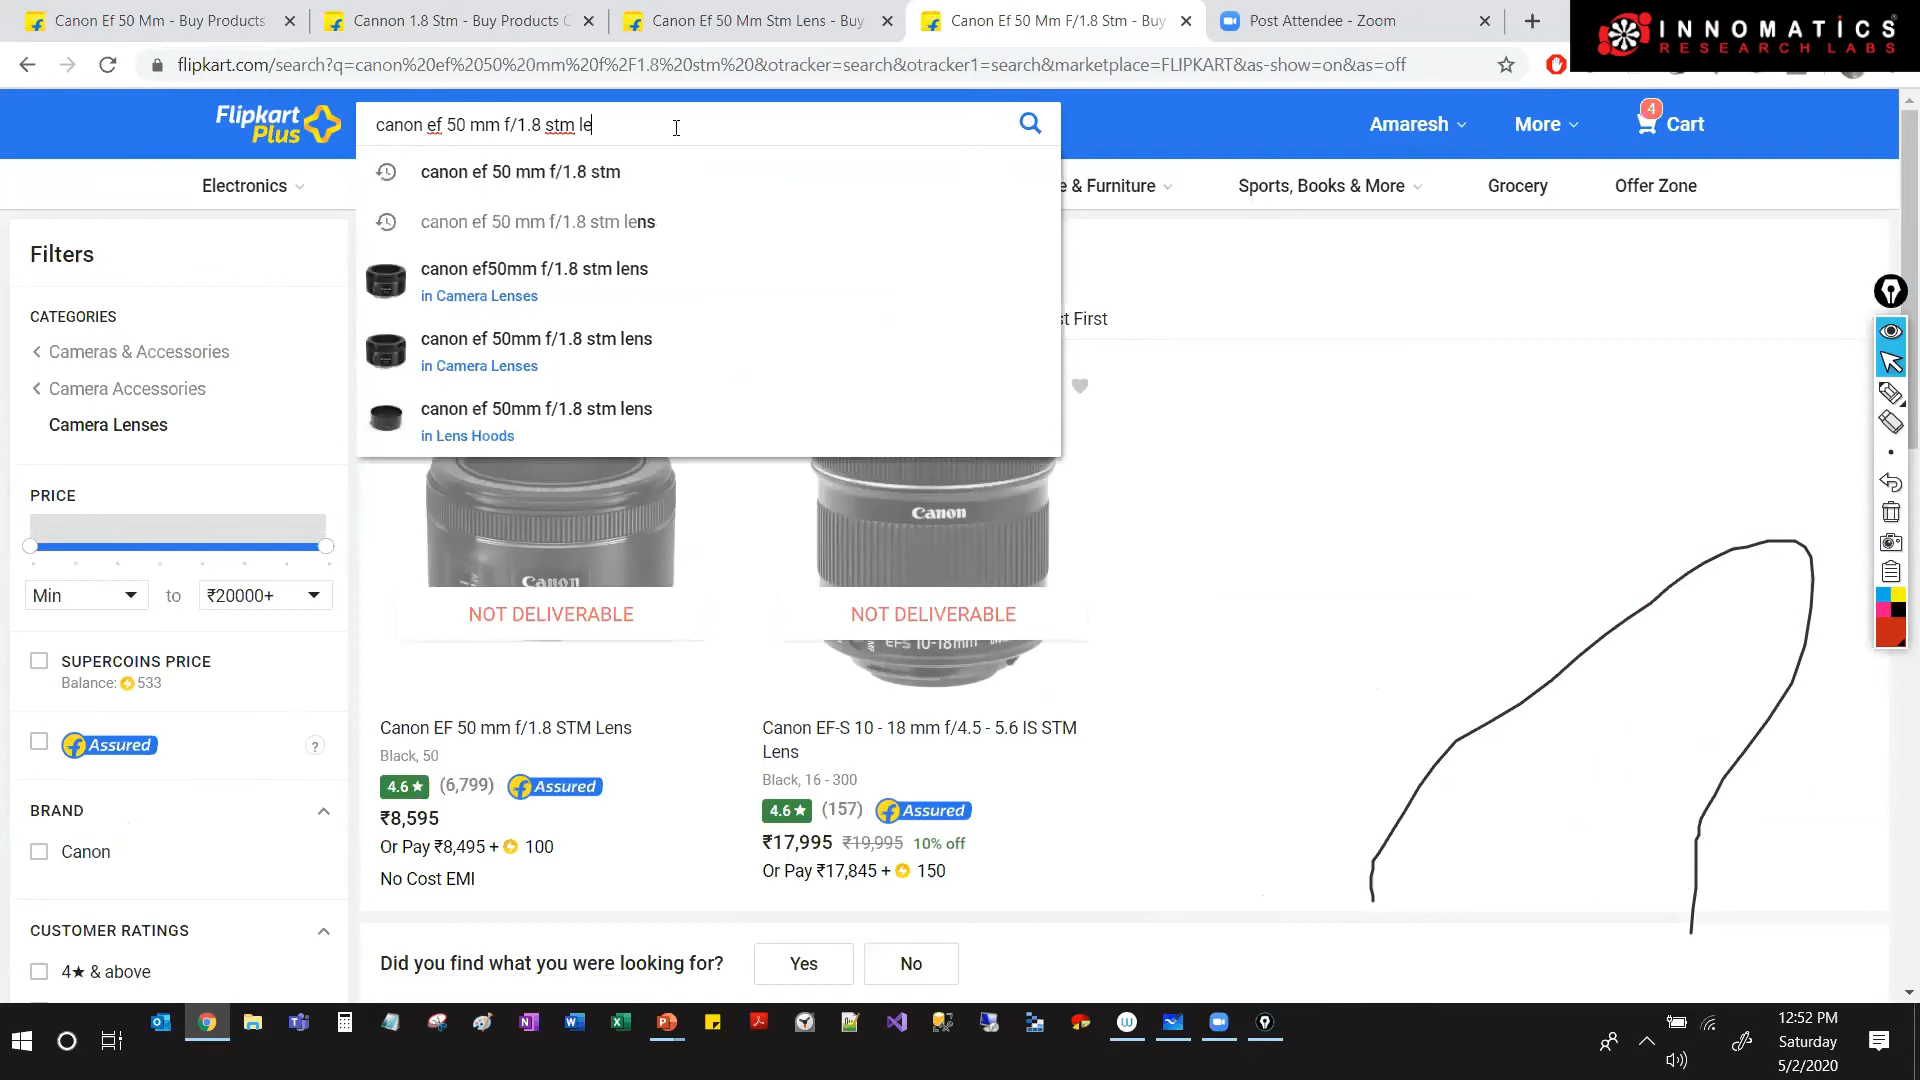 Canon Ef 50 Mm - Buy Products
Cannon 1.8 Stm - Buy Products C
Canon Ef 50 Mm Stm Lens - Buy
Canon Ef 50 Mm F/1.8 Stm - Buy
Post Attendee - Zoom
INNOMATICS
RESEARCH LABS
flipkart.com/search?q=canon%20ef%2050%20mm%20f%2F1.8%20stm%20&otracker=search&otracker1=search&marketplace=FLIPKART&as-show=on&as=off
Flipkart
Plus
canon ef 50 mm f/1.8 stm le
Amaresh
More
4
Cart
canon ef 50 mm f/1.8 stm
canon ef 50 mm f/1.8 stm lens
canon ef50mm f/1.8 stm lens
in Camera Lenses
canon ef 50mm f/1.8 stm lens
in Camera Lenses
canon ef 50mm f/1.8 stm lens
in Lens Hoods
Electronics
e & Furniture
Sports, Books & More
Grocery
Offer Zone
Filters
CATEGORIES
Cameras & Accessories
Camera Accessories
Camera Lenses
PRICE
Min
to
₹20000+
SUPERCOINS PRICE
Balance: 533
Assured
?
BRAND
Canon
CUSTOMER RATINGS
4★ & above
t First
Canon
NOT DELIVERABLE
Canon EF 50 mm f/1.8 STM Lens
Black, 50
4.6 ★ (6,799) Assured
₹8,595
Or Pay ₹8,495 + 100
No Cost EMI
Canon
NOT DELIVERABLE
EFS 10-18mm
Canon EF-S 10 - 18 mm f/4.5 - 5.6 IS STM
Lens
Black, 16 - 300
4.6 ★ (157) Assured
₹17,995 ₹19,995 10% off
Or Pay ₹17,845 + 150
Did you find what you were looking for?
Yes
No
12:52 PM
Saturday
5/2/2020